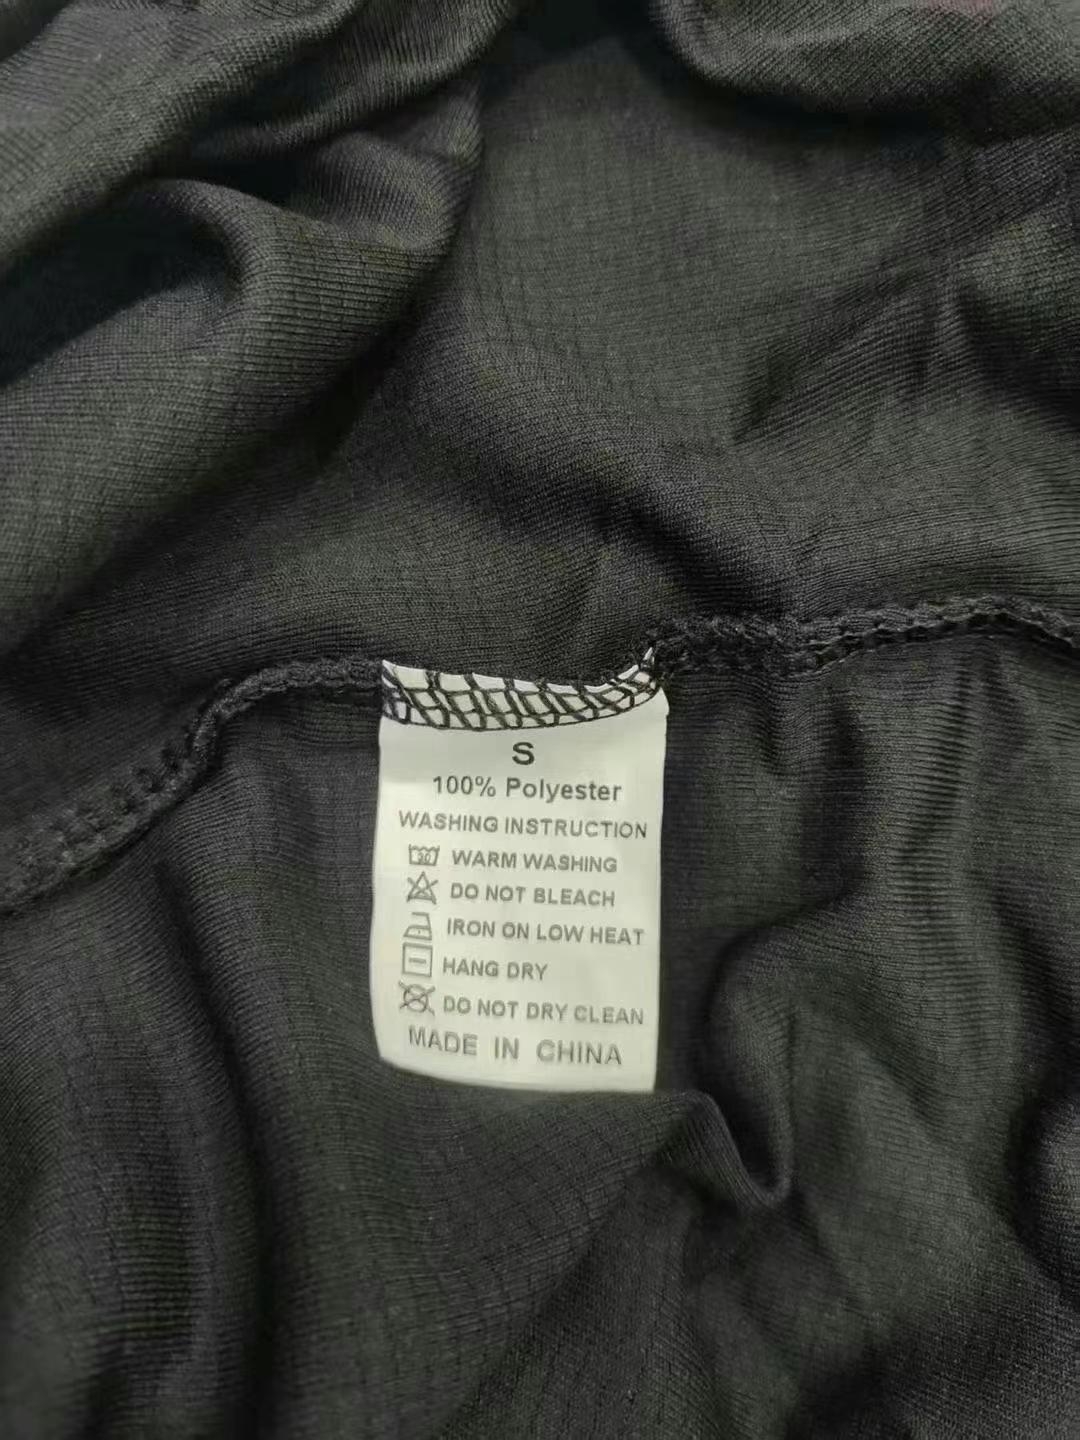 S
100% Polyester
WASHING INSTRUCTION
30 WARM WASHING
DO NOT BLEACH
IRON ON LOW HEAT
HANG DRY
DO NOT DRY CLEAN
MADE IN CHINA